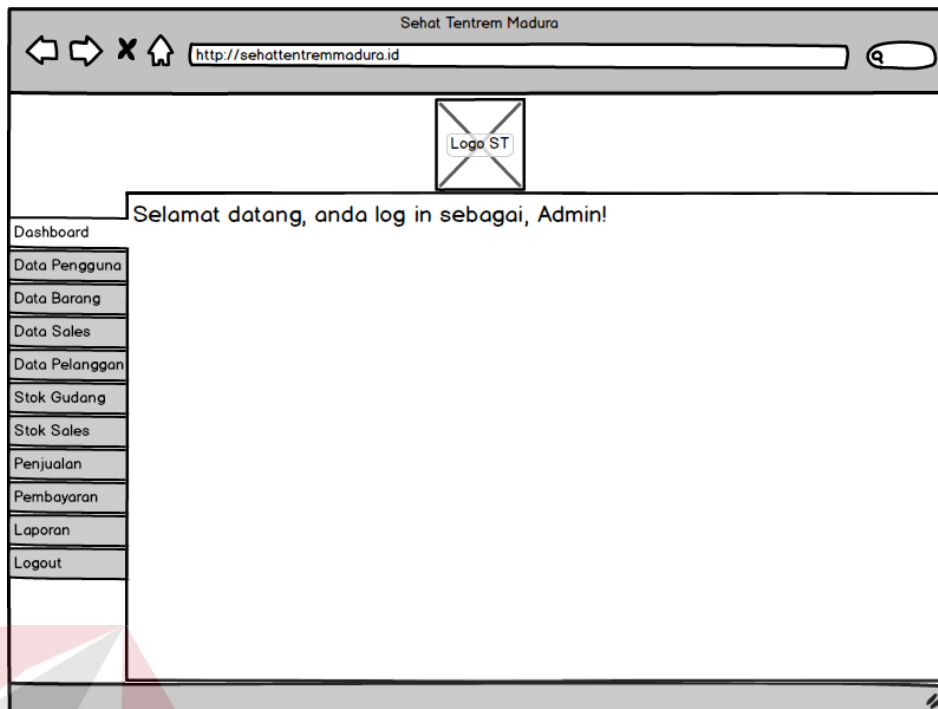 Sehat Tentrem Madura
http://sehattentremmadura.id
Logo ST
Selamat datang, anda log in sebagai, Admin!
Dashboard
Data Pengguna
Data Barang
Data Sales
Data Pelanggan
Stok Gudang
Stok Sales
Penjualan
Pembayaran
Laporan
Logout